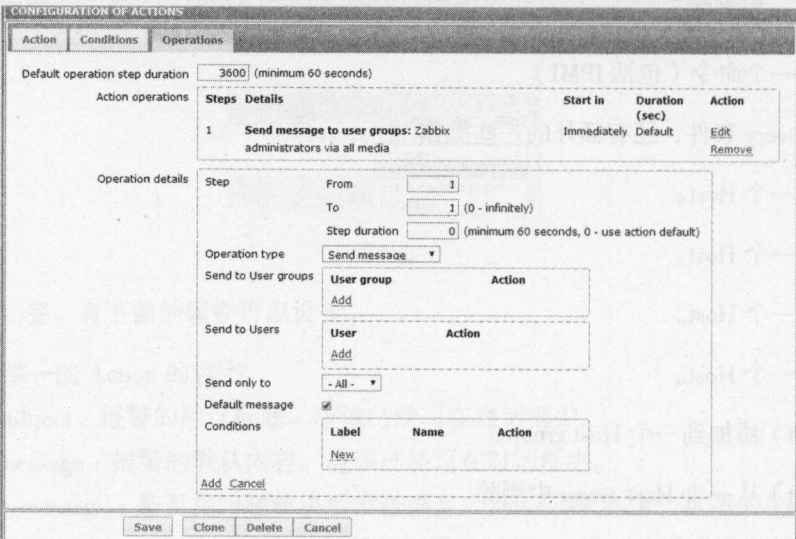 CONFIGURATION OF ACTIONS
Action Conditions Operations
Default operation step duration 3600 (minimum 60 seconds)
Action operations Steps Details Start in Duration (sec) Action
1 Send message to user groups: Zabbix administrators via all media Immediately Default Edit
Remove
Operation details Step From 1
To 1 (0 - infinitely)
Step duration 0 (minimum 60 seconds, 0 - use action default)
Operation type Send message
Send to User groups User group Action
Add
Send to Users User Action
Add
Send only to - All -
Default message
Conditions Label Name Action
New
Add Cancel
Save Clone Delete Cancel